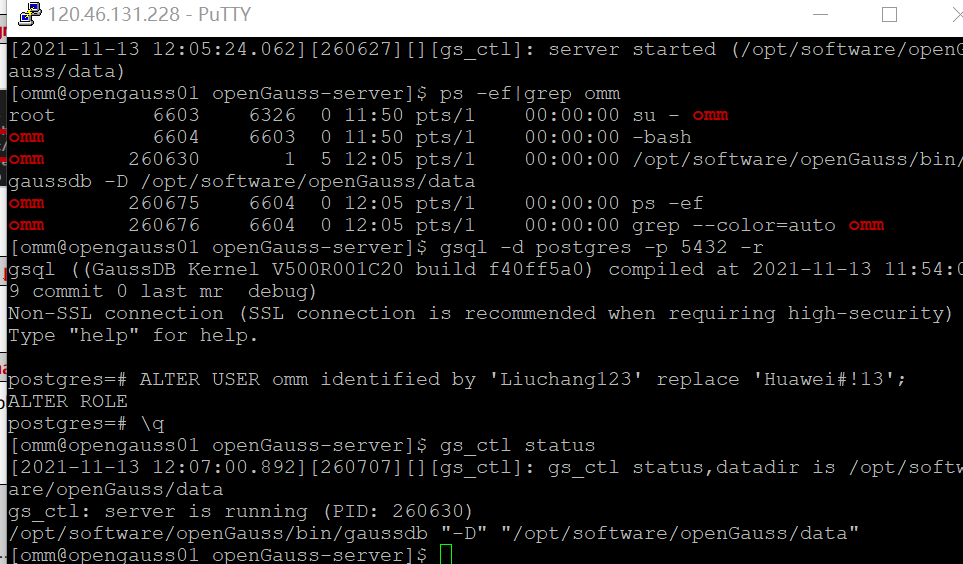 120.46.131.228 - PuTTY
[2021-11-13 12:05:24.062][260627][][gs_ctl]: server started (/opt/software/openG
auss/data)
[omm@opengauss01 openGauss-server]$ ps -ef|grep omm
root        6603    6326  0 11:50 pts/1    00:00:00 su - omm
omm         6604    6603  0 11:50 pts/1    00:00:00 -bash
omm       260630       1  5 12:05 pts/1    00:00:00 /opt/software/openGauss/bin/
gaussdb -D /opt/software/openGauss/data
omm       260675    6604  0 12:05 pts/1    00:00:00 ps -ef
omm       260676    6604  0 12:05 pts/1    00:00:00 grep --color=auto omm
[omm@opengauss01 openGauss-server]$ gsql -d postgres -p 5432 -r
gsql ((GaussDB Kernel V500R001C20 build f40ff5a0) compiled at 2021-11-13 11:54:0
9 commit 0 last mr  debug)
Non-SSL connection (SSL connection is recommended when requiring high-security)
Type "help" for help.
postgres=# ALTER USER omm identified by 'Liuchang123' replace 'Huawei#!13';
ALTER ROLE
postgres=# \q
[omm@opengauss01 openGauss-server]$ gs_ctl status
[2021-11-13 12:07:00.892][260707][][gs_ctl]: gs_ctl status,datadir is /opt/softw
are/openGauss/data
gs_ctl: server is running (PID: 260630)
/opt/software/openGauss/bin/gaussdb "-D" "/opt/software/openGauss/data"
[omm@opengauss01 openGauss-server]$